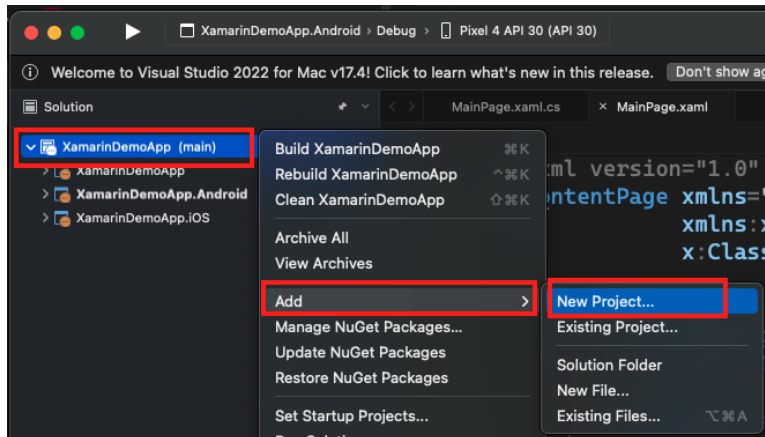 XamarinDemoApp.Android › Debug › Pixel 4 API 30 (API 30)
Welcome to Visual Studio 2022 for Mac v17.4! Click to learn what's new in this release. Don't show ag
Solution
MainPage.xaml.cs
× MainPage.xaml
XamarinDemoApp (main)
XamarinDemoApp
XamarinDemoApp.Android
XamarinDemoApp.iOS
Build XamarinDemoApp ⌘K
Rebuild XamarinDemoApp ^⌘K
Clean XamarinDemoApp ⇧⌘K
Archive All
View Archives
Add >
Manage NuGet Packages...
Update NuGet Packages
Restore NuGet Packages
Set Startup Projects...
ml version="1.0"
ntentPage xmlns="
xmlns:x
x:Clas
New Project...
Existing Project...
Solution Folder
New File...
Existing Files... ⌥⌘A